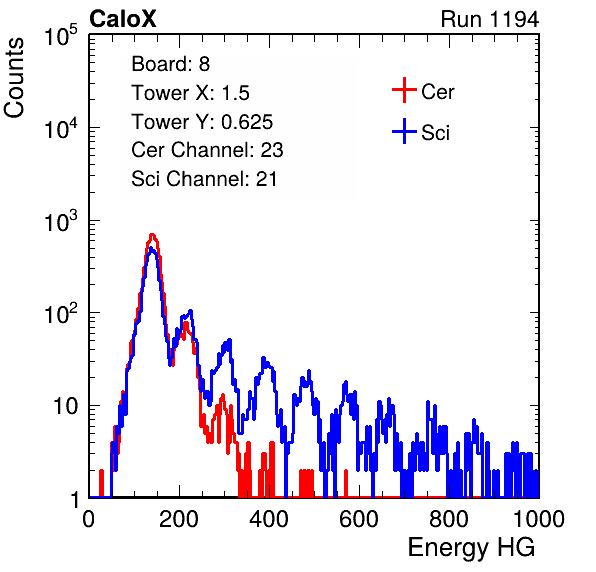 CaloX Run 1194
Counts
10^5
10^4
10^3
10^2
10
1
Board: 8
Tower X: 1.5
Tower Y: 0.625
Cer Channel: 23
Sci Channel: 21
Cer
Sci
0 200 400 600 800 1000
Energy HG